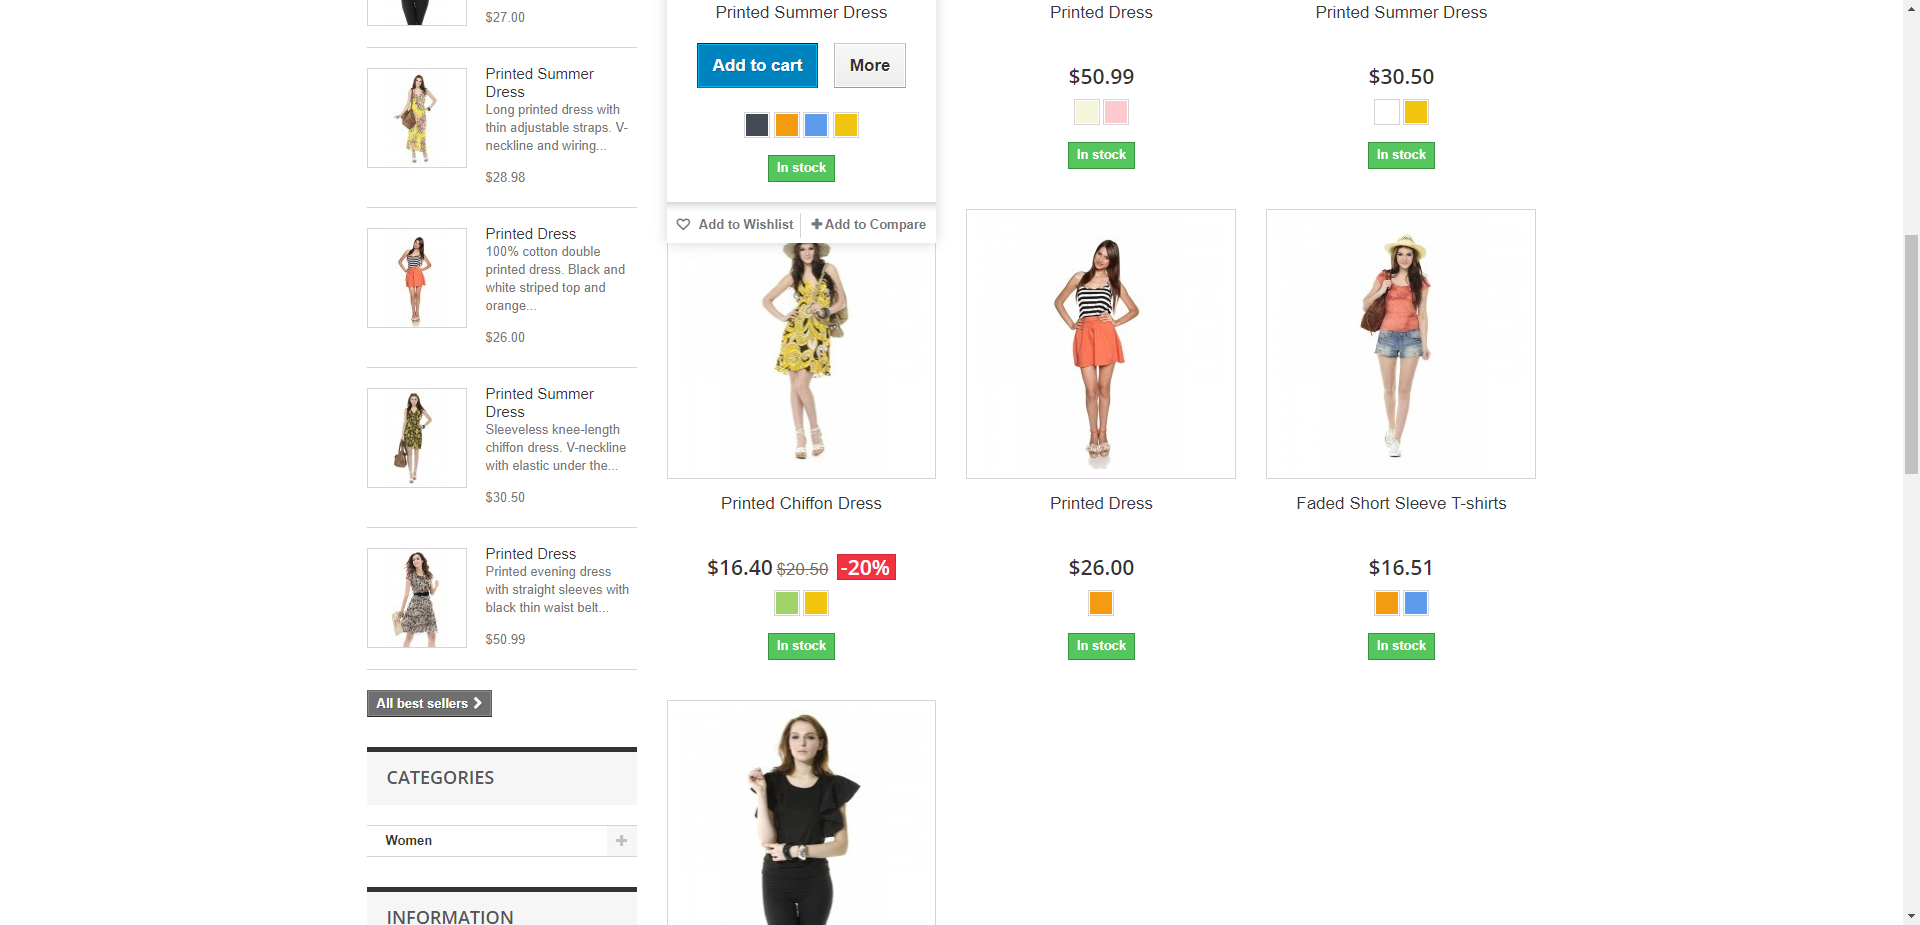 $27.00
Printed Summer
Dress
Long printed dress with
thin adjustable straps. V-
neckline and wiring...
$28.98
Printed Dress
100% cotton double
printed dress. Black and
white striped top and
orange...
$26.00
Printed Summer
Dress
Sleeveless knee-length
chiffon dress. V-neckline
with elastic under the...
$30.50
Printed Dress
Printed evening dress
with straight sleeves with
black thin waist belt...
$50.99
All best sellers
CATEGORIES
Women
INFORMATION
Printed Summer Dress
Add to cart More
In stock
Add to Wishlist Add to Compare
Printed Dress
$50.99
In stock
Printed Summer Dress
$30.50
In stock
Printed Chiffon Dress
$16.40 $20.50 -20%
In stock
Printed Dress
$26.00
In stock
Faded Short Sleeve T-shirts
$16.51
In stock